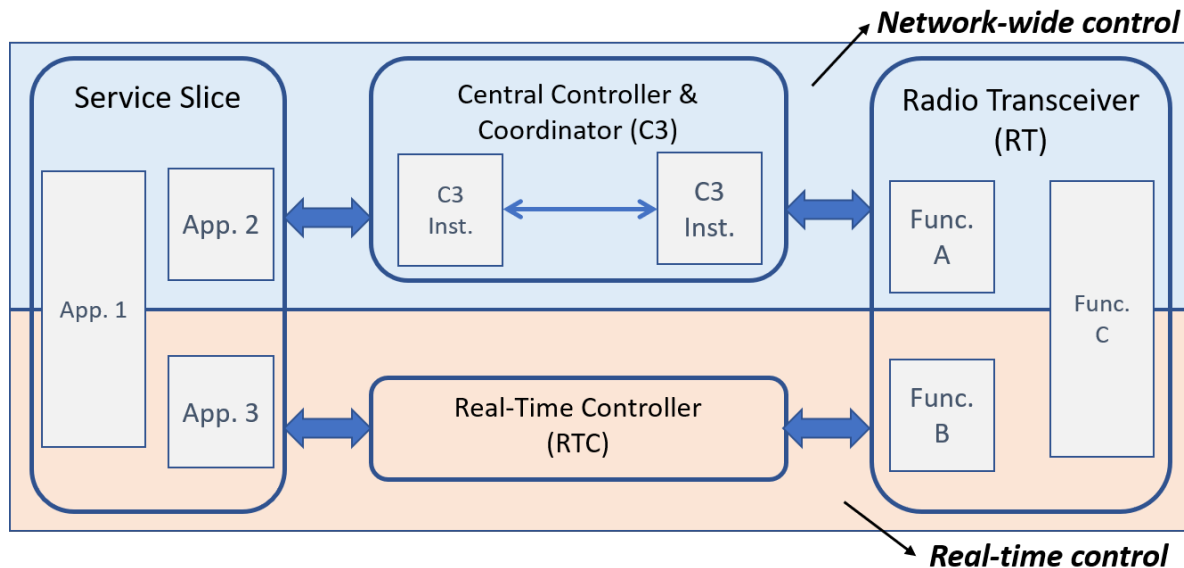 Network-wide control
Service Slice
App. 1
App. 2
App. 3
Central Controller &
Coordinator (C3)
C3
Inst.
C3
Inst.
Real-Time Controller
(RTC)
Radio Transceiver
(RT)
Func.
A
Func.
B
Func.
C
Real-time control